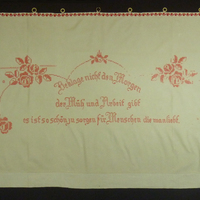 Beklage nicht den Morgen
der Müh und Arbeit gibt
es ist so schön zu sorgen für Menschen die man liebt.